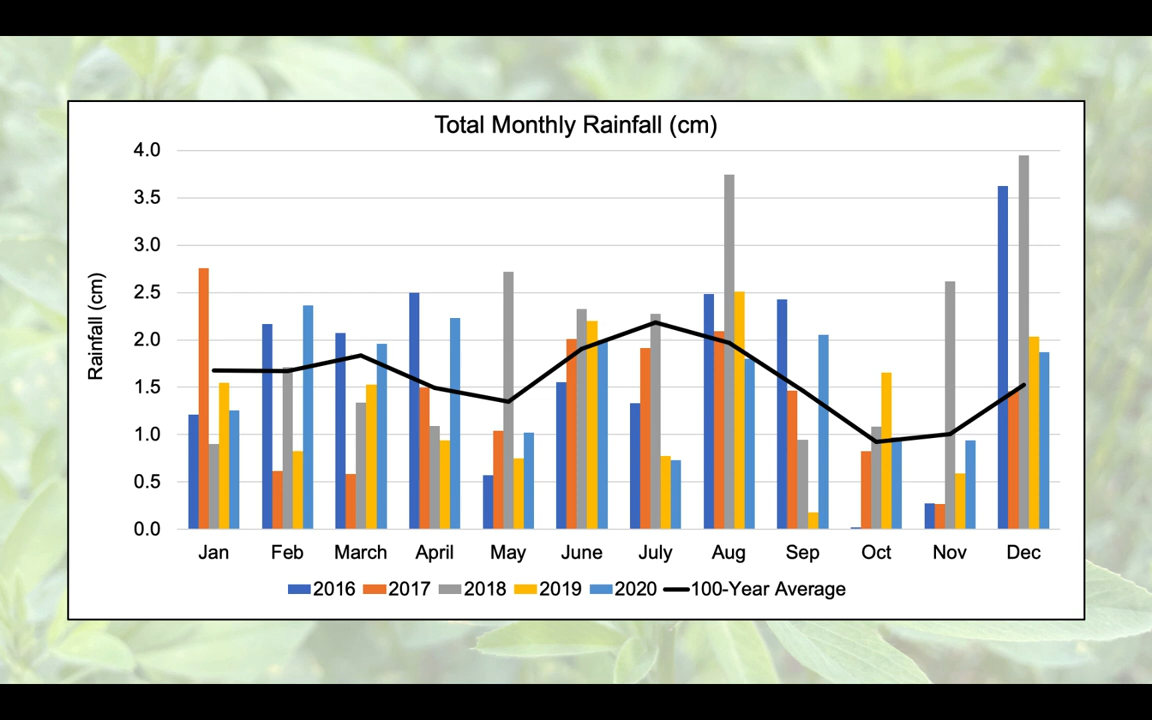 Total Monthly Rainfall (cm)
4.0
3.5
3.0
2.5
2.0
1.5
1.0
0.5
0.0
Rainfall (cm)
Jan Feb March April May June July Aug Sep Oct Nov Dec
2016 2017 2018 2019 2020 100-Year Average